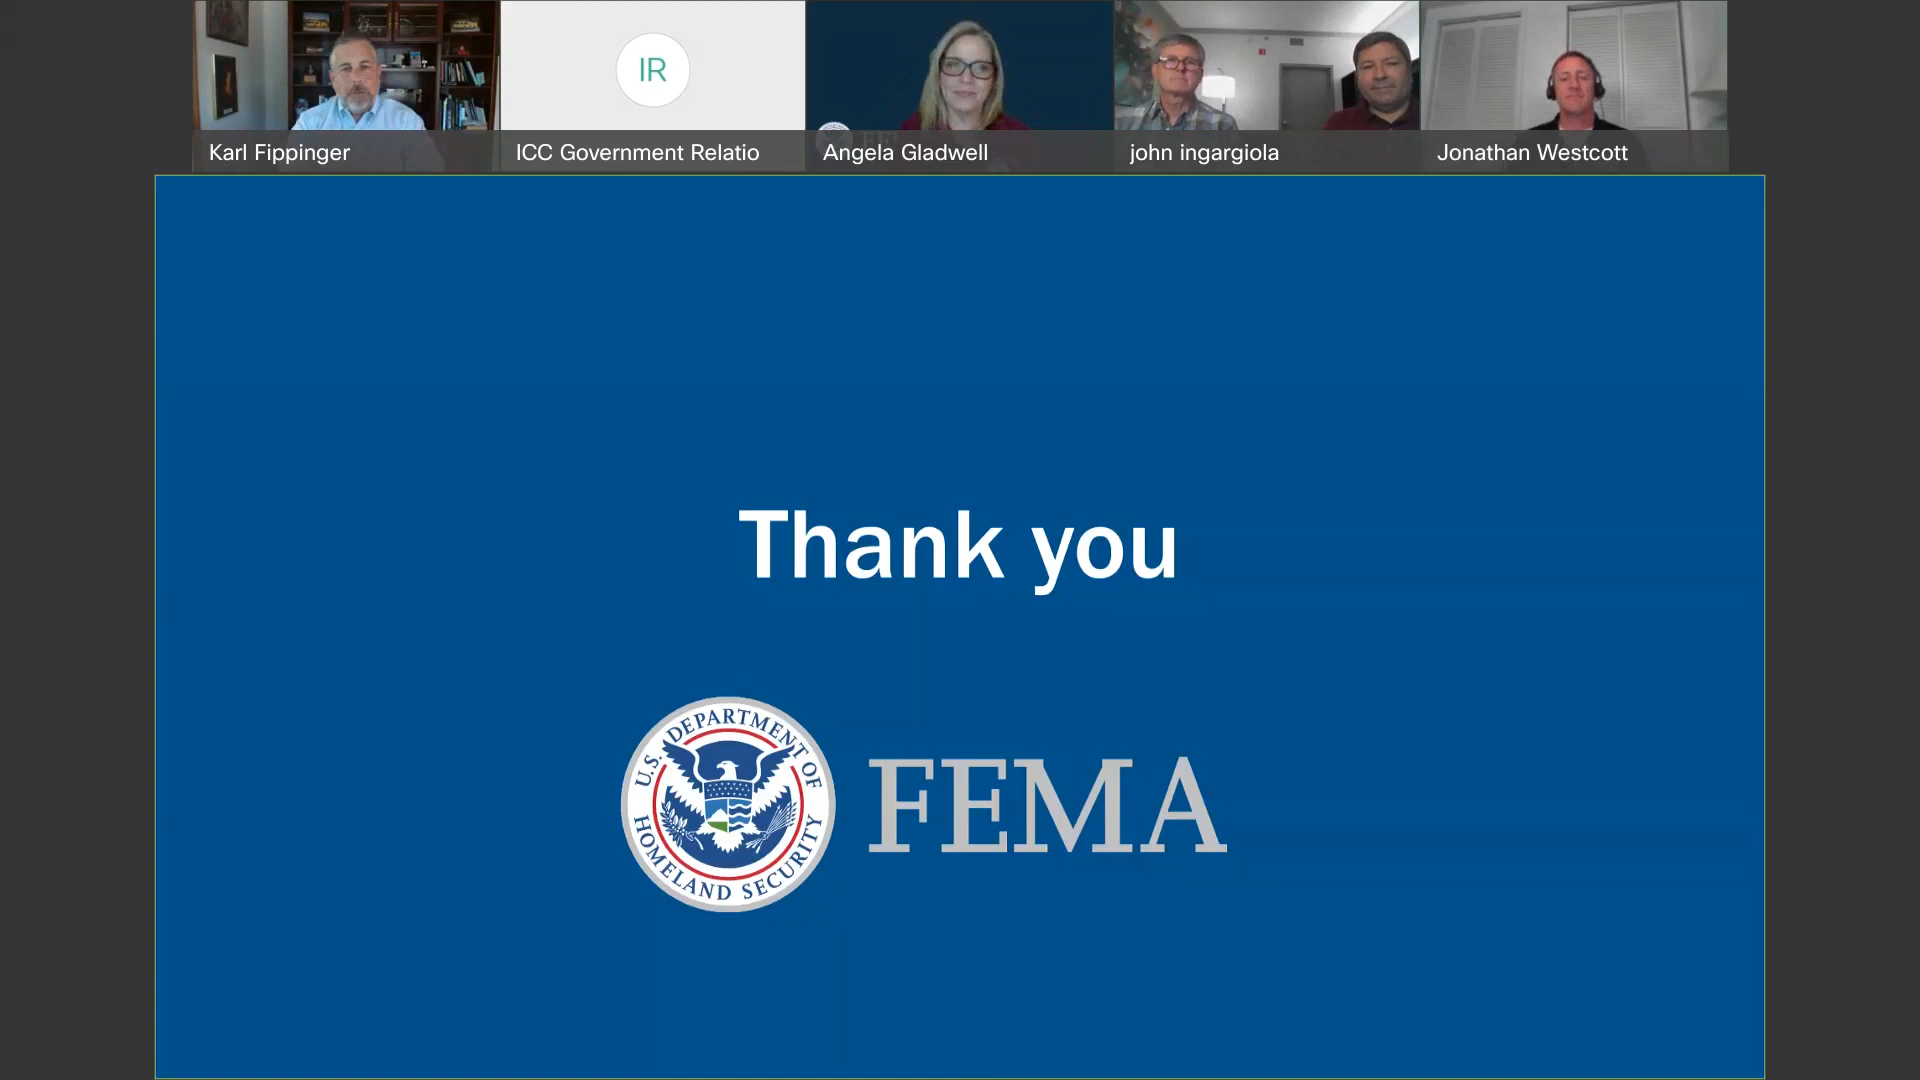 Karl Fippinger
IR
ICC Government Relatio
Angela Gladwell
john ingargiola
Jonathan Westcott
Thank you
U.S. DEPARTMENT OF
HOMELAND SECURITY
FEMA